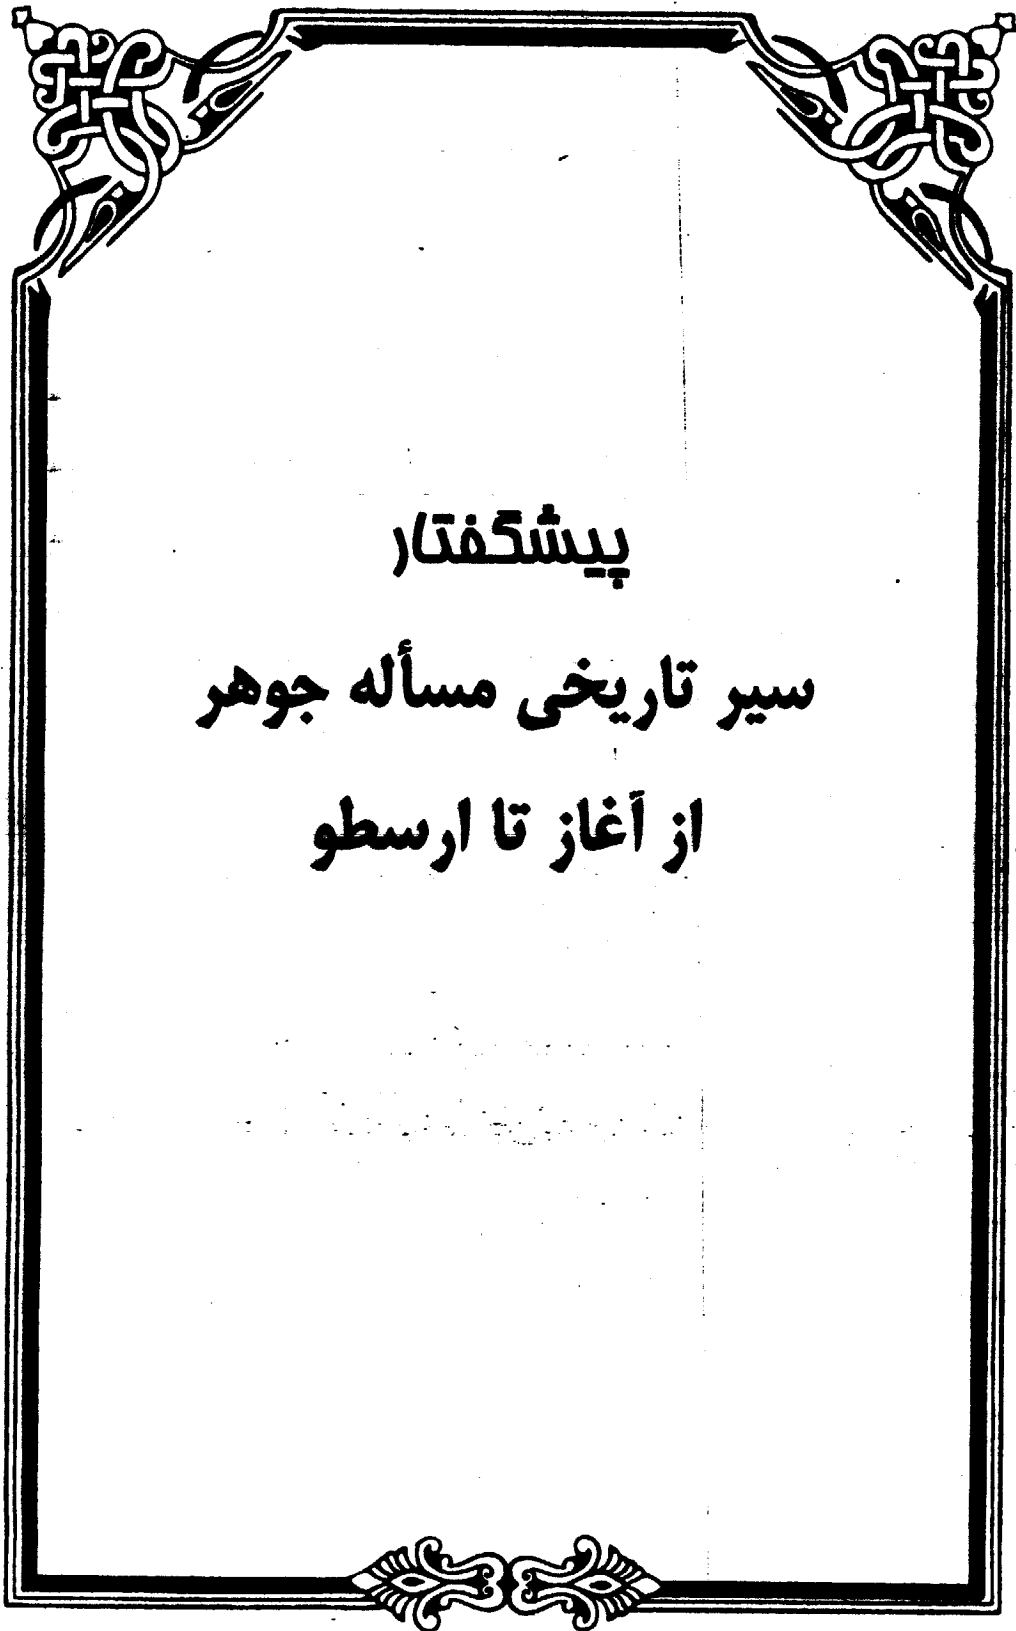 پیشگفتار
سیر تاریخی مسأله جوهر
از آغاز تا ارسطو